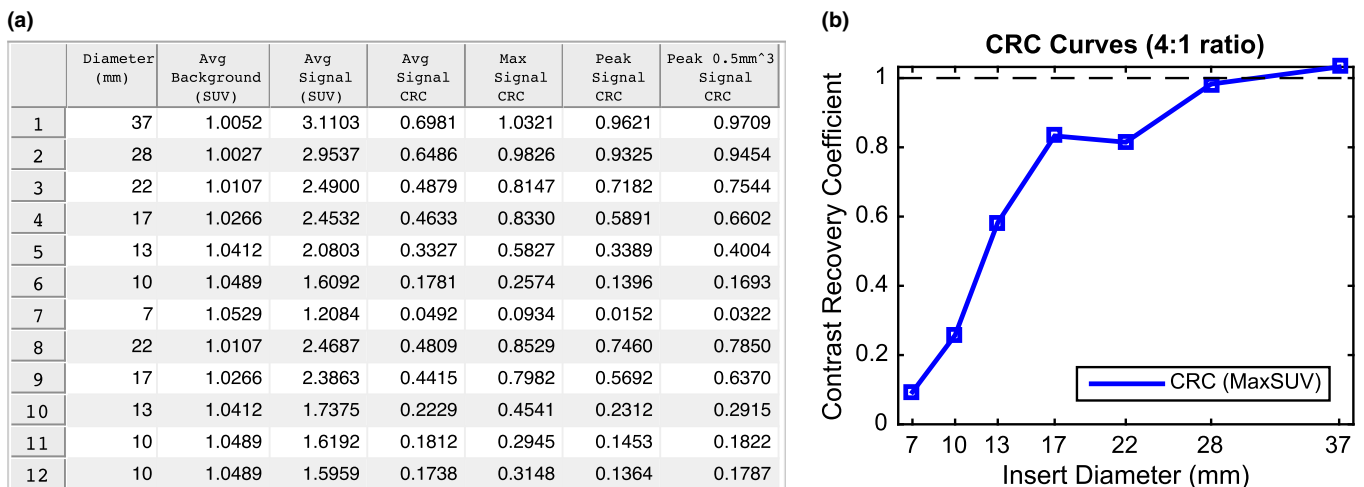 (a)
Diameter (mm) Avg Background (SUV) Avg Signal (SUV) Avg Signal CRC Max Signal CRC Peak Signal CRC Peak 0.5mm^3 Signal CRC
1 37 1.0052 3.1103 0.6981 1.0321 0.9621 0.9709
2 28 1.0027 2.9537 0.6486 0.9826 0.9325 0.9454
3 22 1.0107 2.4900 0.4879 0.8147 0.7182 0.7544
4 17 1.0266 2.4532 0.4633 0.8330 0.5891 0.6602
5 13 1.0412 2.0803 0.3327 0.5827 0.3389 0.4004
6 10 1.0489 1.6092 0.1781 0.2574 0.1396 0.1693
7 7 1.0529 1.2084 0.0492 0.0934 0.0152 0.0322
8 22 1.0107 2.4687 0.4809 0.8529 0.7460 0.7850
9 17 1.0266 2.3863 0.4415 0.7982 0.5692 0.6370
10 13 1.0412 1.7375 0.2229 0.4541 0.2312 0.2915
11 10 1.0489 1.6192 0.1812 0.2945 0.1453 0.1822
12 10 1.0489 1.5959 0.1738 0.3148 0.1364 0.1787
(b)
CRC Curves (4:1 ratio)
Contrast Recovery Coefficient
1
0.8
0.6
0.4
0.2
0
CRC (MaxSUV)
7 10 13 17 22 28 37
Insert Diameter (mm)